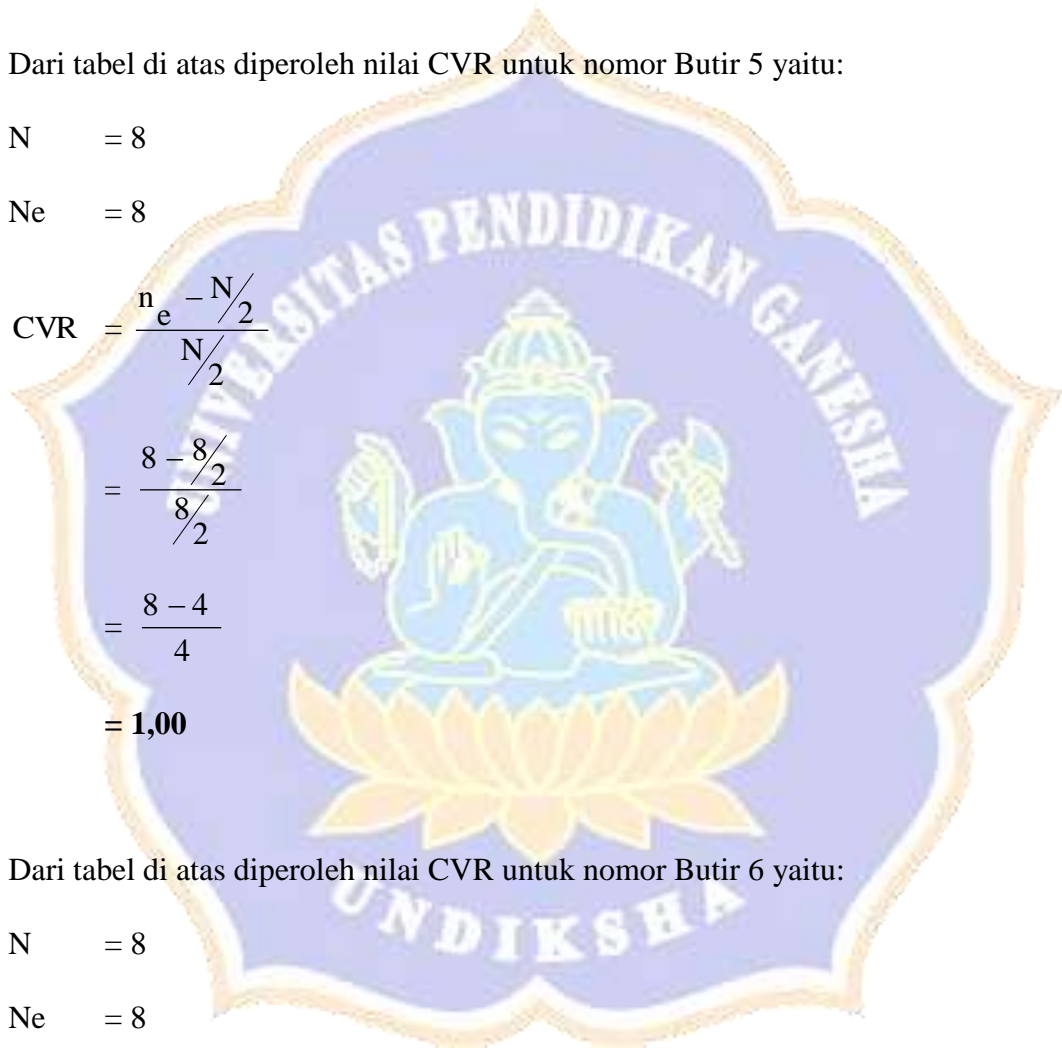 Dari tabel di atas diperoleh nilai CVR untuk nomor Butir 5 yaitu:
N = 8
Ne = 8
UNIVERSITAS PENDIDIKAN GANESHA
CVR = (n_e – N/2) / (N/2)
= (8 – 8/2) / (8/2)
= (8 – 4) / 4
= 1,00
Dari tabel di atas diperoleh nilai CVR untuk nomor Butir 6 yaitu:
UNDIKSHA
N = 8
Ne = 8